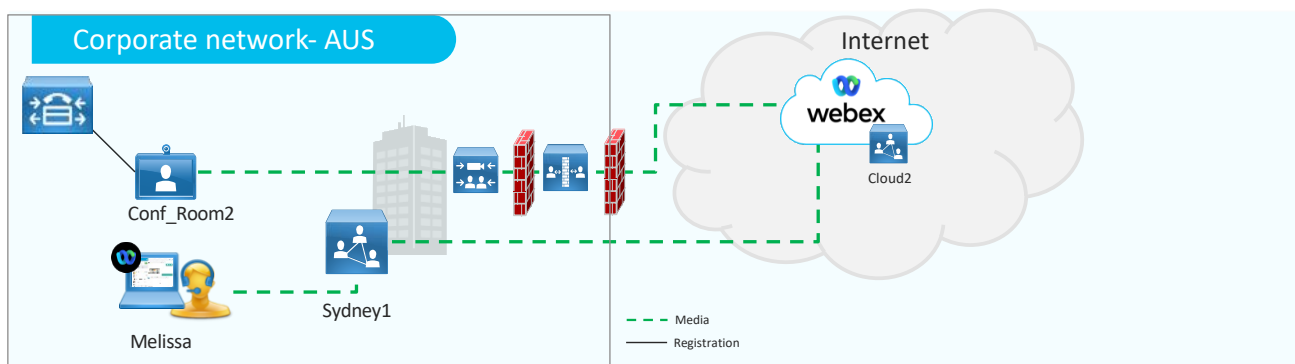 Corporate network- AUS
Internet
webex
Cloud2
Conf_Room2
Sydney1
Melissa
Media
Registration